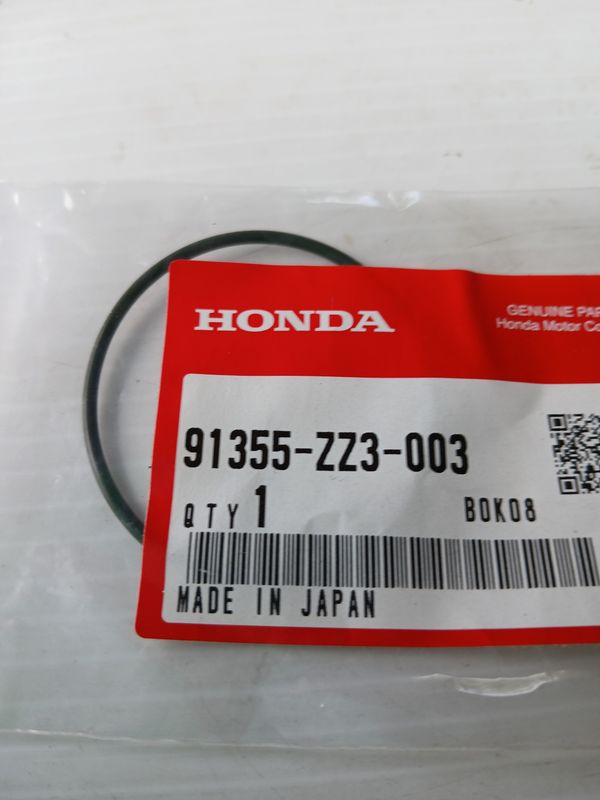 HONDA
GENUINE PAR
Honda Motor Co
91355-ZZ3-003
QTY 1
BOK08
MADE IN JAPAN